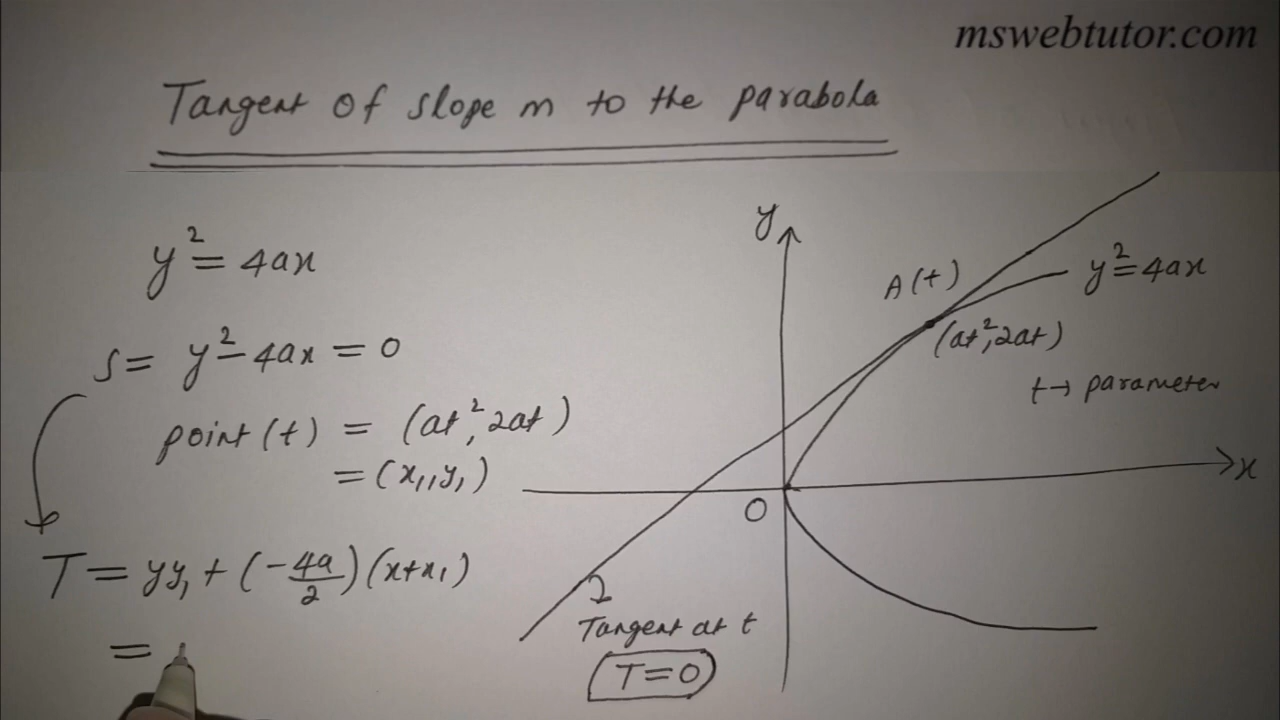 mswebtutor.com
Tangent of slope m to the parabola
y² = 4ax
S = y² - 4ax = 0
point (t) = (at², 2at)
= (x₁, y₁)
T = yy₁ + (-4a/2)(x+x₁)
=
y
A(t)
y² = 4ax
(at², 2at)
t → parameter
x
O
Tangent at t
T = 0